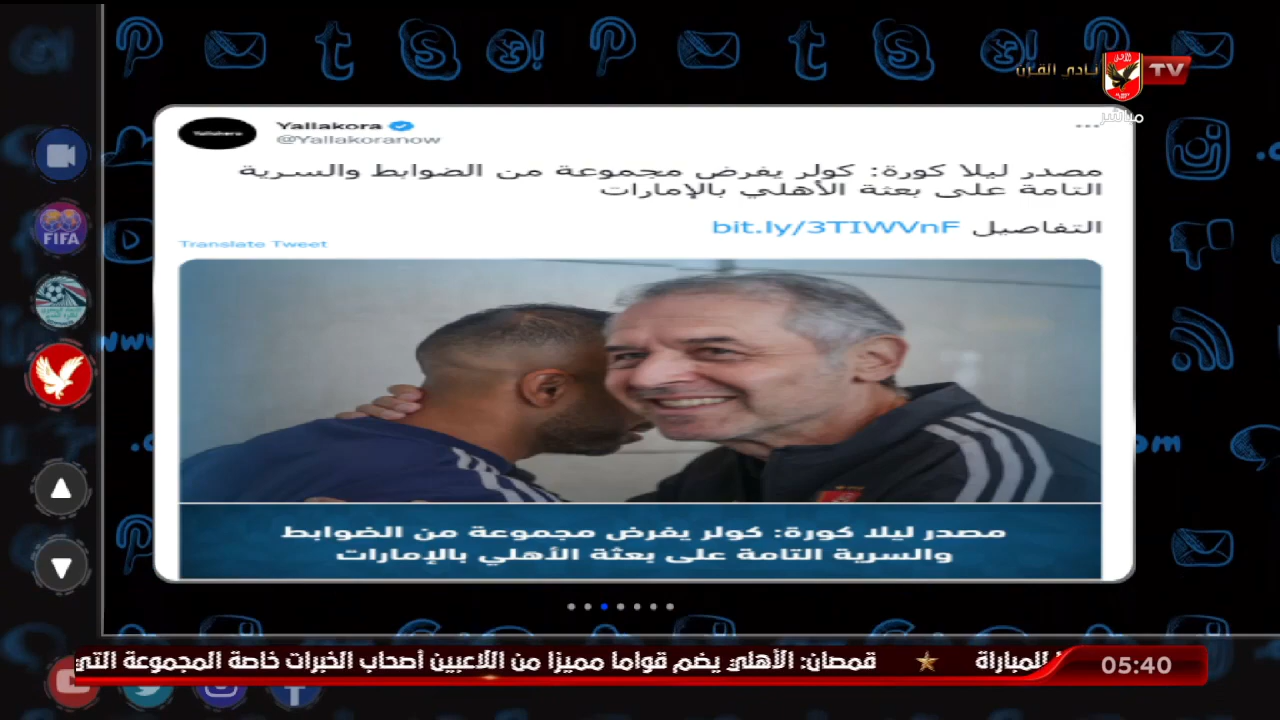 نادي القرن
TV
مباشر
Yallakora
@Yallakoranow
مصدر ليلا كورة: كولر يفرض مجموعة من الضوابط والسرية
التامة على بعثة الأهلي بالإمارات
التفاصيل bit.ly/3TIWVnF
Translate Tweet
FIFA
مصدر ليلا كورة: كولر يفرض مجموعة من الضوابط
والسرية التامة على بعثة الأهلي بالإمارات
للمباراة ★ قمصان: الأهلي يضم قواما مميزا من اللاعبين أصحاب الخبرات خاصة المجموعة التي
05:40